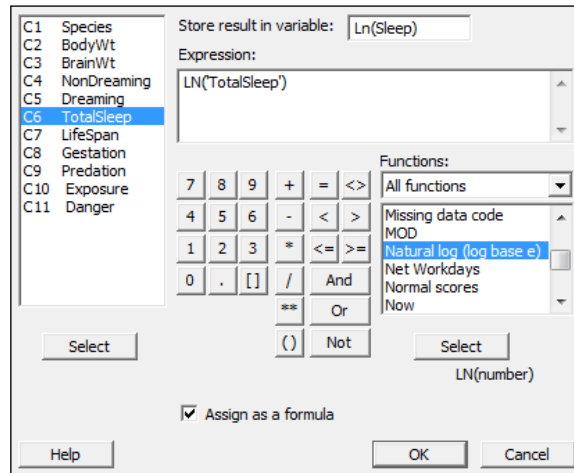 C1 Species
C2 BodyWt
C3 BrainWt
C4 NonDreaming
C5 Dreaming
C6 TotalSleep
C7 LifeSpan
C8 Gestation
C9 Predation
C10 Exposure
C11 Danger
Select
Store result in variable: Ln(Sleep)
Expression:
LN('TotalSleep')
7 8 9 + = <>
4 5 6 - < >
1 2 3 * <= >=
0 . [] / And
** Or
() Not
Functions:
All functions
Missing data code
MOD
Natural log (log base e)
Net Workdays
Normal scores
Now
Select
LN(number)
Assign as a formula
Help OK Cancel